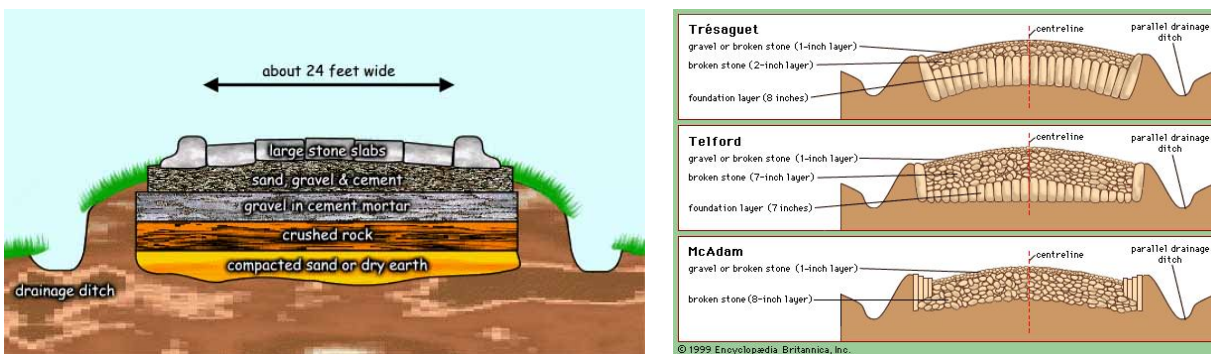 about 24 feet wide
large stone slabs
sand, gravel & cement
gravel in cement mortar
crushed rock
compacted sand or dry earth
drainage ditch
Trésaguet
gravel or broken stone (1-inch layer)
broken stone (2-inch layer)
foundation layer (8 inches)
centreline
parallel drainage
ditch
Telford
gravel or broken stone (1-inch layer)
broken stone (7-inch layer)
foundation layer (7 inches)
centreline
parallel drainage
ditch
McAdam
gravel or broken stone (1-inch layer)
broken stone (8-inch layer)
centreline
parallel drainage
ditch
© 1999 Encyclopædia Britannica, Inc.